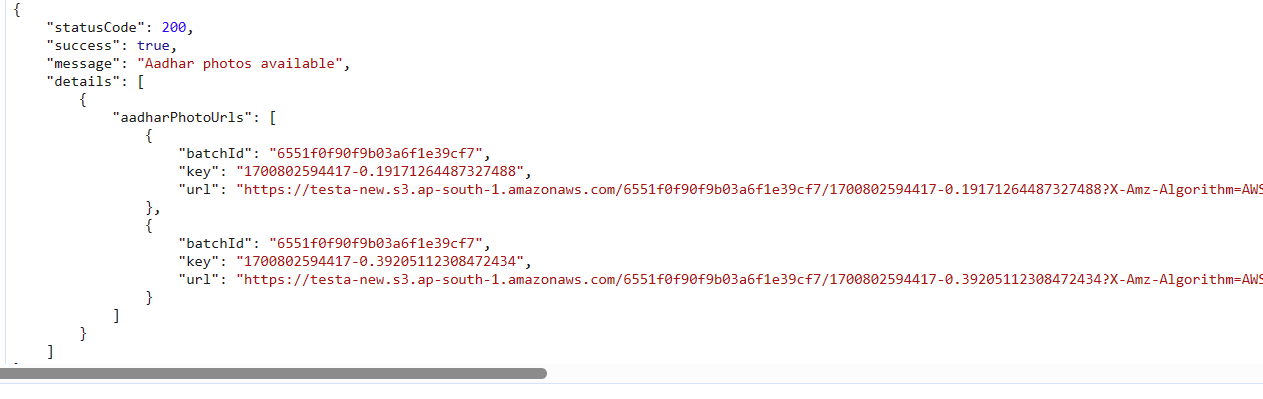 {
"statusCode": 200,
"success": true,
"message": "Aadhar photos available",
"details": [
{
"aadharPhotoUrls": [
{
"batchId": "6551f0f90f9b03a6f1e39cf7",
"key": "1700802594417-0.19171264487327488",
"url": "https://testa-new.s3.ap-south-1.amazonaws.com/6551f0f90f9b03a6f1e39cf7/1700802594417-0.19171264487327488?X-Amz-Algorithm=AWS
},
{
"batchId": "6551f0f90f9b03a6f1e39cf7",
"key": "1700802594417-0.39205112308472434",
"url": "https://testa-new.s3.ap-south-1.amazonaws.com/6551f0f90f9b03a6f1e39cf7/1700802594417-0.39205112308472434?X-Amz-Algorithm=AWS
}
]
}
]